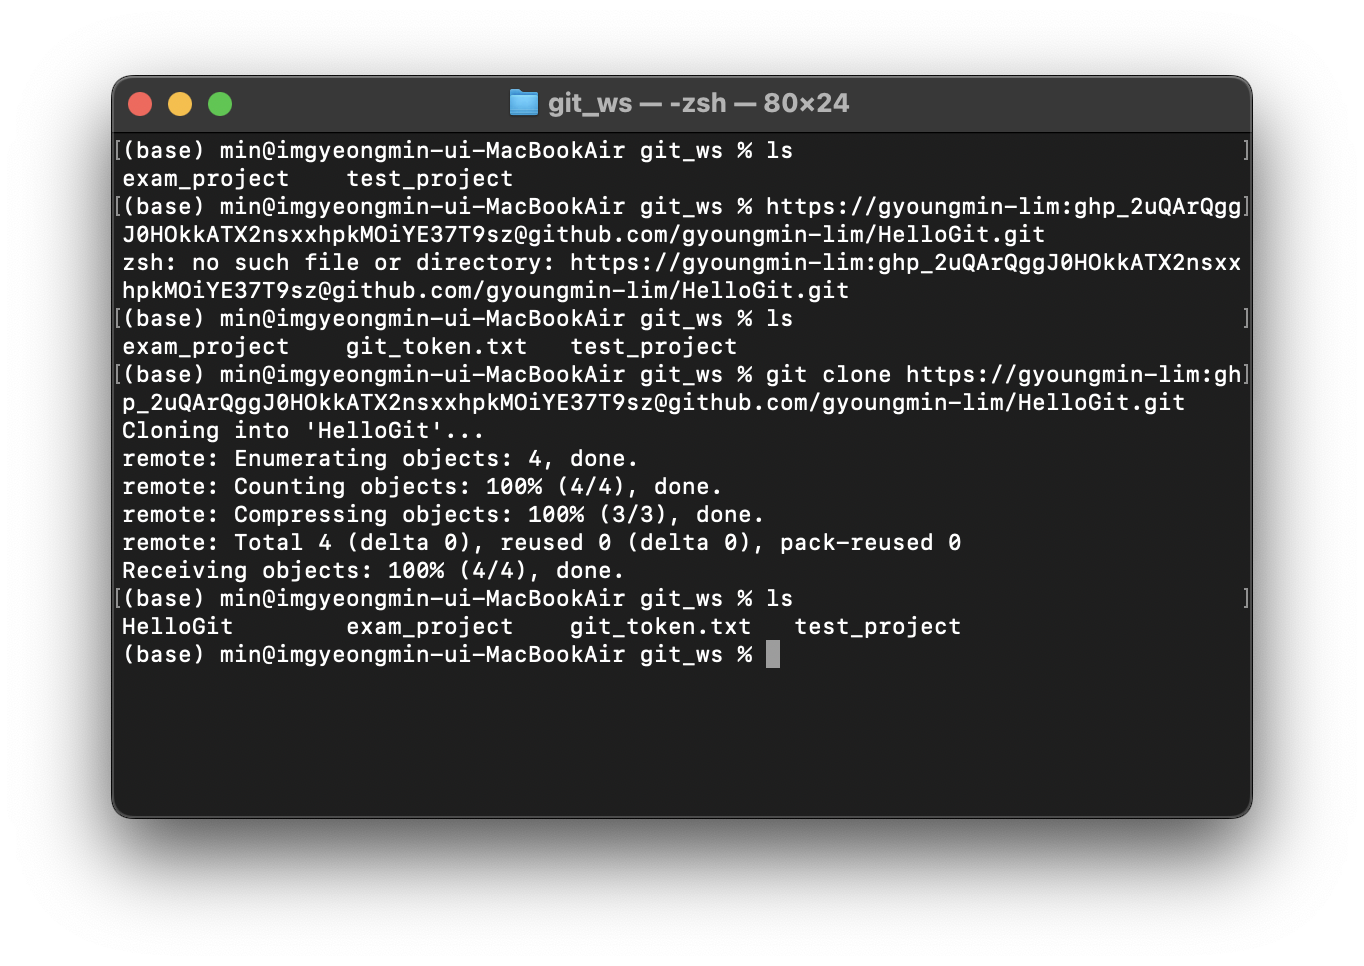 git_ws — -zsh — 80×24
[(base) min@imgyeongmin-ui-MacBookAir git_ws % ls ]
exam_project test_project
[(base) min@imgyeongmin-ui-MacBookAir git_ws % https://gyoungmin-lim:ghp_2uQArQgg]
J0HOkkATX2nsxxhpkMOiYE37T9sz@github.com/gyoungmin-lim/HelloGit.git
zsh: no such file or directory: https://gyoungmin-lim:ghp_2uQArQggJ0HOkkATX2nsxx
hpkMOiYE37T9sz@github.com/gyoungmin-lim/HelloGit.git
[(base) min@imgyeongmin-ui-MacBookAir git_ws % ls ]
exam_project git_token.txt test_project
[(base) min@imgyeongmin-ui-MacBookAir git_ws % git clone https://gyoungmin-lim:gh]
p_2uQArQggJ0HOkkATX2nsxxhpkMOiYE37T9sz@github.com/gyoungmin-lim/HelloGit.git
Cloning into 'HelloGit'...
remote: Enumerating objects: 4, done.
remote: Counting objects: 100% (4/4), done.
remote: Compressing objects: 100% (3/3), done.
remote: Total 4 (delta 0), reused 0 (delta 0), pack-reused 0
Receiving objects: 100% (4/4), done.
[(base) min@imgyeongmin-ui-MacBookAir git_ws % ls ]
HelloGit exam_project git_token.txt test_project
(base) min@imgyeongmin-ui-MacBookAir git_ws %